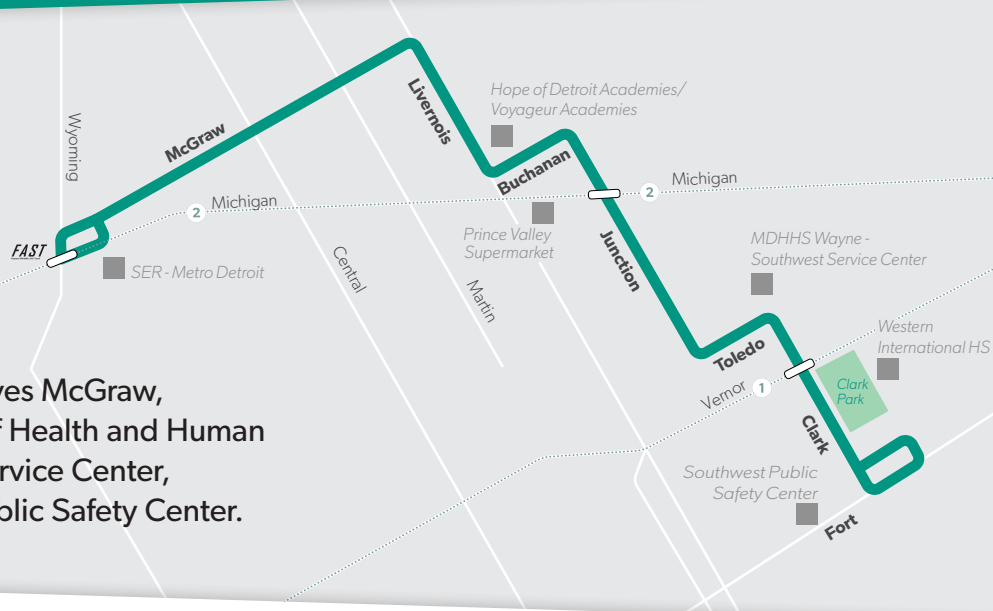 Hope of Detroit Academies/
Voyageur Academies
Livernois
McGraw
Wyoming
Buchanan
2
Michigan
2
Michigan
FAST
SER - Metro Detroit
Prince Valley
Supermarket
Junction
MDHHS Wayne -
Southwest Service Center
Central
Martin
Western
International HS
Toledo
Vernor
1
Clark
Park
Clark
yes McGraw,
f Health and Human
rvice Center,
blic Safety Center.
Southwest Public
Safety Center
Fort